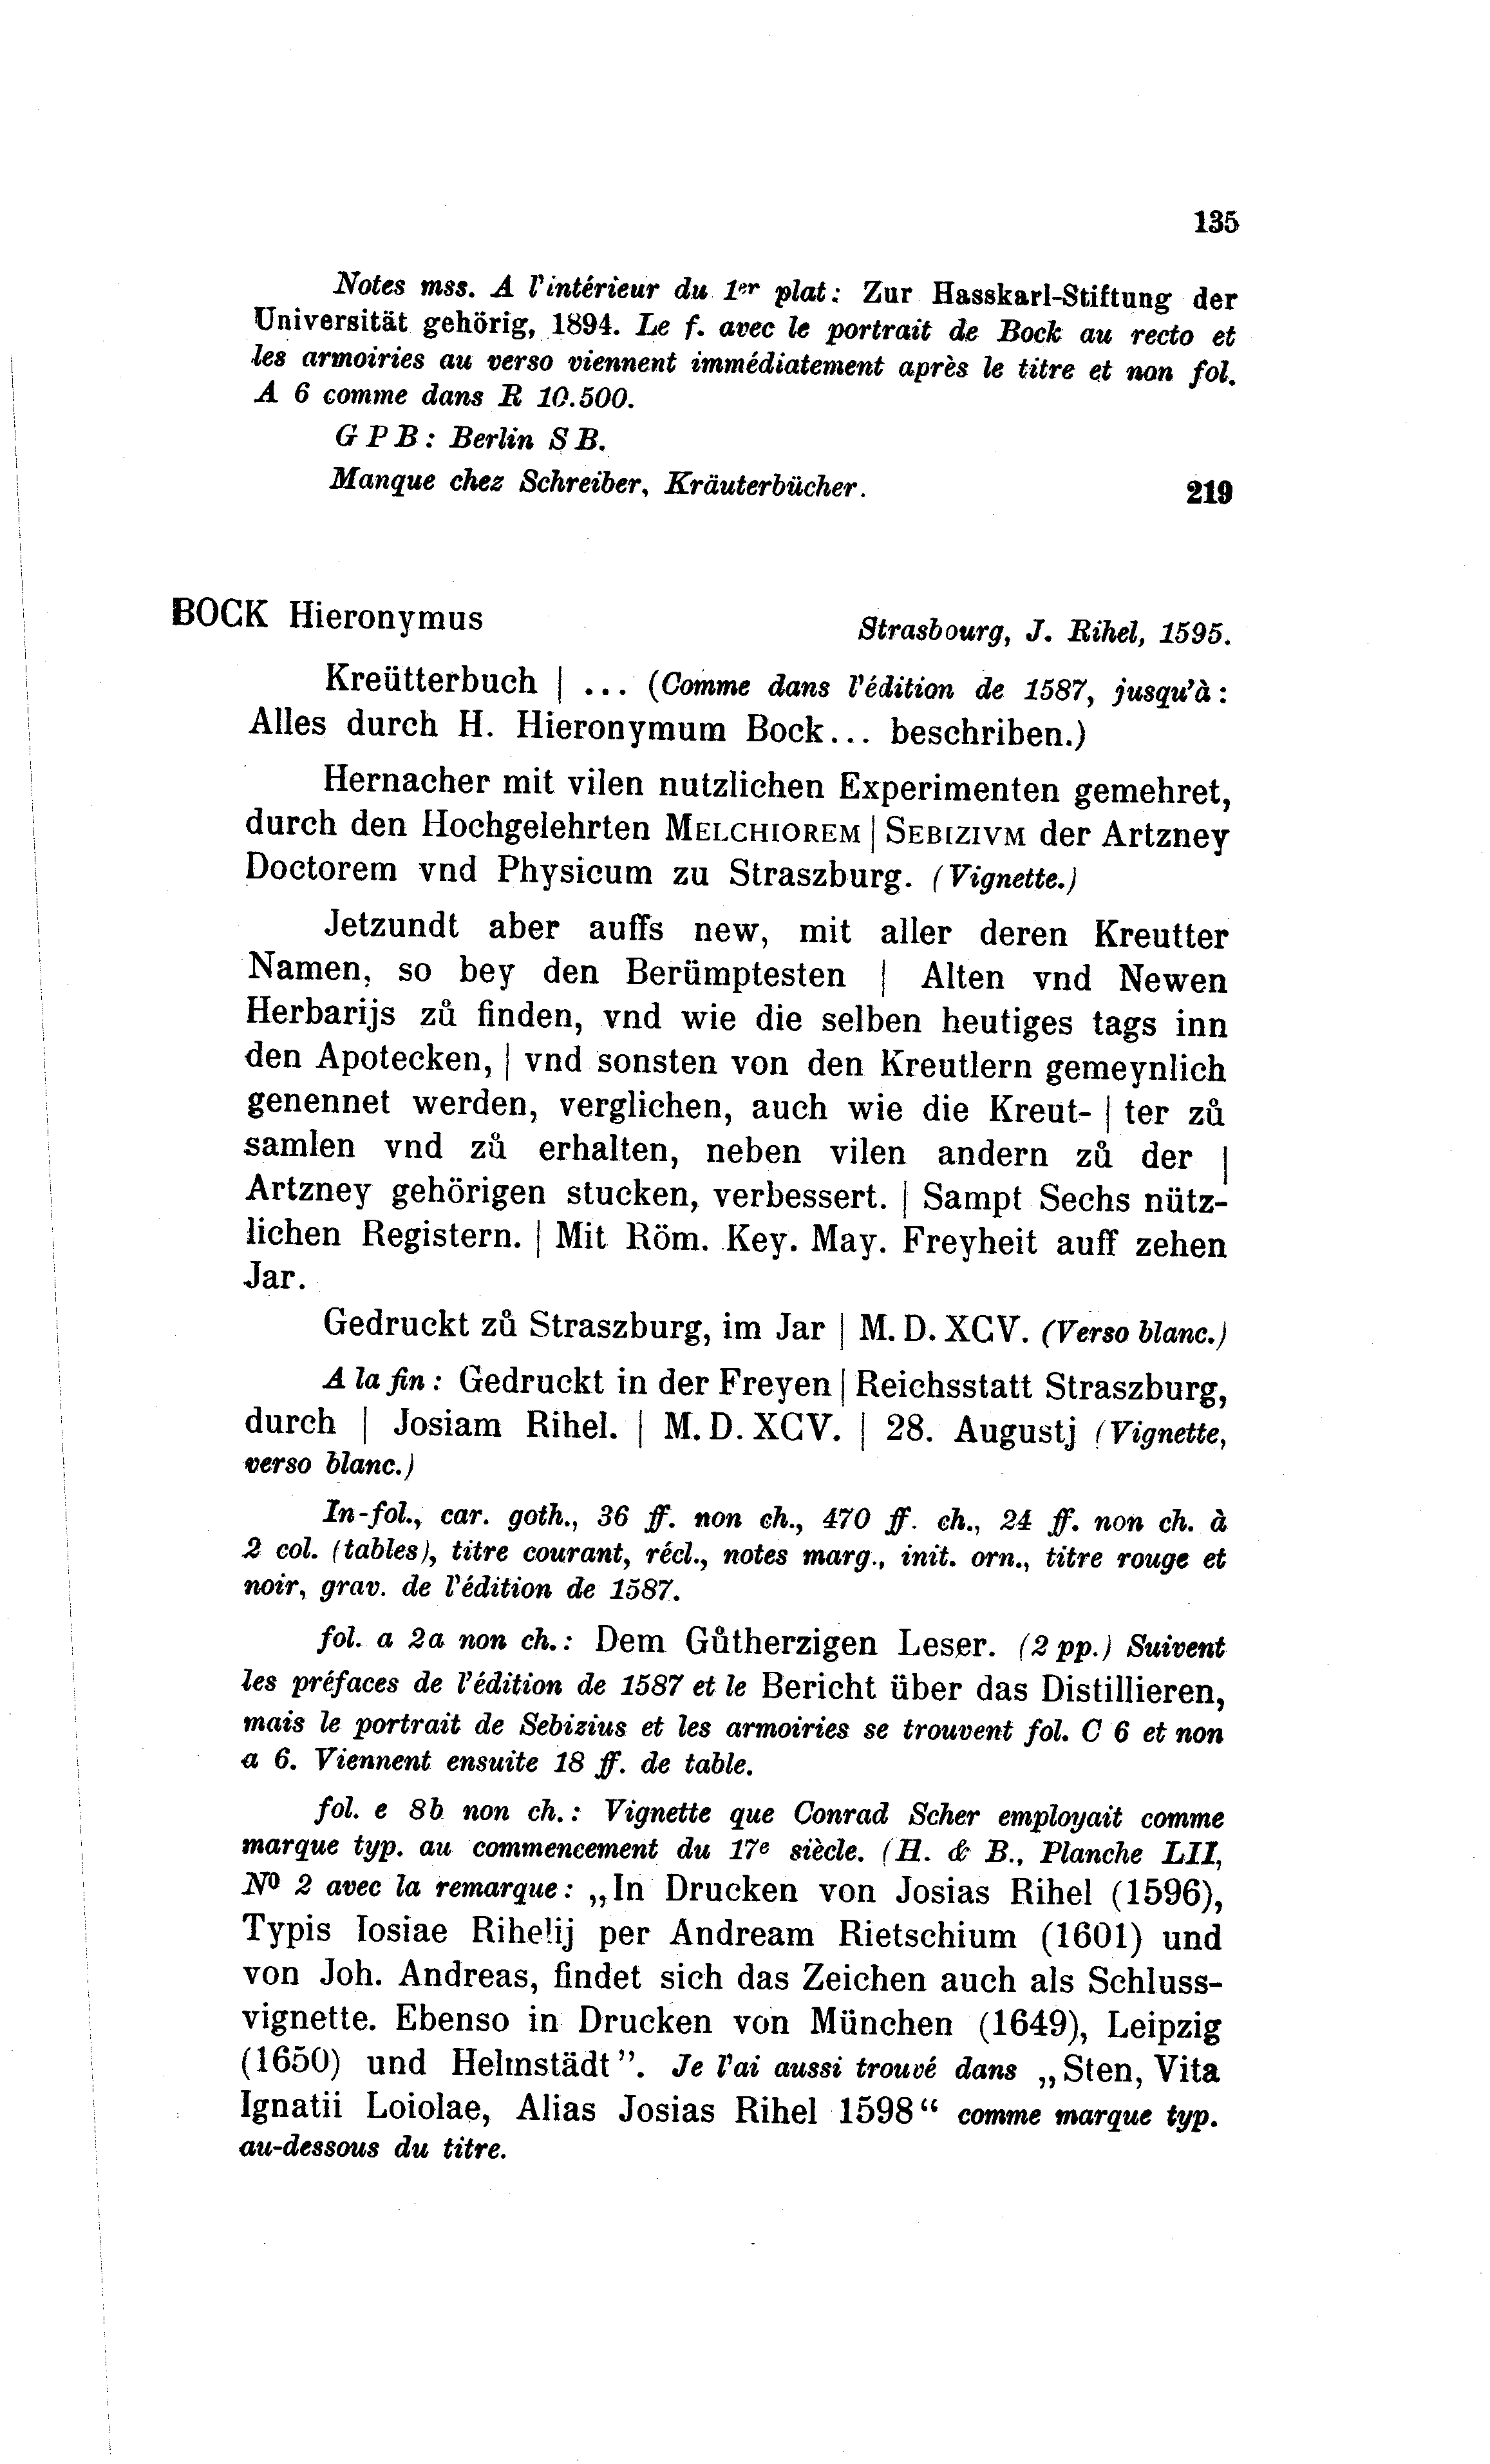 135
Notes mss. A l'intérieur du 1er plat: Zur Hasskarl-Stiftung der
Universität gehörig, 1894. Le f. avec le portrait de Bock au recto et
les armoiries au verso viennent immédiatement après le titre et non fol.
A 6 comme dans R 10.500.
G P B: Berlin S B.
Manque chez Schreiber, Kräuterbücher. 219
BOCK Hieronymus Strasbourg, J. Rihel, 1595.
Kreütterbuch | ... (Comme dans l'édition de 1587, jusqu'à:
Alles durch H. Hieronymum Bock... beschriben.)
Hernacher mit vilen nutzlichen Experimenten gemehret,
durch den Hochgelehrten MELCHIOREM | SEBIZIVM der Artzney
Doctorem vnd Physicum zu Straszburg. (Vignette.)
Jetzundt aber auffs new, mit aller deren Kreutter
Namen, so bey den Berümptesten | Alten vnd Newen
Herbarijs zů finden, vnd wie die selben heutiges tags inn
den Apotecken, | vnd sonsten von den Kreutlern gemeynlich
genennet werden, verglichen, auch wie die Kreut- | ter zů
samlen vnd zů erhalten, neben vilen andern zů der |
Artzney gehörigen stucken, verbessert. | Sampt Sechs nütz-
lichen Registern. | Mit Röm. Key. May. Freyheit auff zehen
Jar.
Gedruckt zů Straszburg, im Jar | M. D. XCV. (Verso blanc.)
A la fin: Gedruckt in der Freyen | Reichsstatt Straszburg,
durch | Josiam Rihel. | M. D. XCV. | 28. Augustj (Vignette,
verso blanc.)
In-fol., car. goth., 36 ff. non ch., 470 ff. ch., 24 ff. non ch. à
2 col. (tables), titre courant, récl., notes marg., init. orn., titre rouge et
noir, grav. de l'édition de 1587.
fol. a 2a non ch.: Dem Gůtherzigen Leser. (2 pp.) Suivent
les préfaces de l'édition de 1587 et le Bericht über das Distillieren,
mais le portrait de Sebizius et les armoiries se trouvent fol. C 6 et non
a 6. Viennent ensuite 18 ff. de table.
fol. e 8b non ch.: Vignette que Conrad Scher employait comme
marque typ. au commencement du 17e siècle. (H. & B., Planche LII,
No 2 avec la remarque: „In Drucken von Josias Rihel (1596),
Typis Iosiae Rihelij per Andream Rietschium (1601) und
von Joh. Andreas, findet sich das Zeichen auch als Schluss-
vignette. Ebenso in Drucken von München (1649), Leipzig
(1650) und Helmstädt”. Je l'ai aussi trouvé dans „Sten, Vita
Ignatii Loiolae, Alias Josias Rihel 1598“ comme marque typ.
au-dessous du titre.